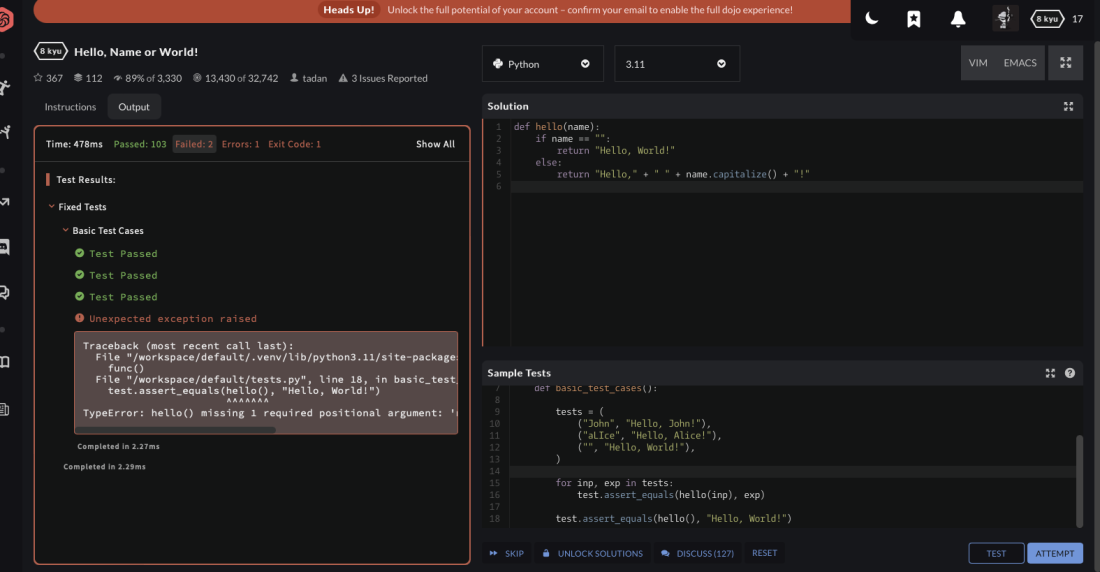 Heads Up! Unlock the full potential of your account – confirm your email to enable the full dojo experience!
8 kyu 17
8 kyu Hello, Name or World!
367 112 89% of 3,330 13,430 of 32,742 tadan 3 Issues Reported
Instructions Output
Time: 478ms Passed: 103 Failed: 2 Errors: 1 Exit Code: 1 Show All
Test Results:
Fixed Tests
Basic Test Cases
Test Passed
Test Passed
Test Passed
Unexpected exception raised
Traceback (most recent call last):
File "/workspace/default/.venv/lib/python3.11/site-package
func()
File "/workspace/default/tests.py", line 18, in basic_test_
test.assert_equals(hello(), "Hello, World!")
^^^^^^^
TypeError: hello() missing 1 required positional argument: '
Completed in 2.27ms
Completed in 2.29ms
Python 3.11 VIM EMACS
Solution
1 def hello(name):
2 if name == "":
3 return "Hello, World!"
4 else:
5 return "Hello," + " " + name.capitalize() + "!"
6
Sample Tests
7 def basic_test_cases():
8
9 tests = (
10 ("John", "Hello, John!"),
11 ("aLIce", "Hello, Alice!"),
12 ("", "Hello, World!"),
13 )
14
15 for inp, exp in tests:
16 test.assert_equals(hello(inp), exp)
17
18 test.assert_equals(hello(), "Hello, World!")
SKIP UNLOCK SOLUTIONS DISCUSS (127) RESET TEST ATTEMPT